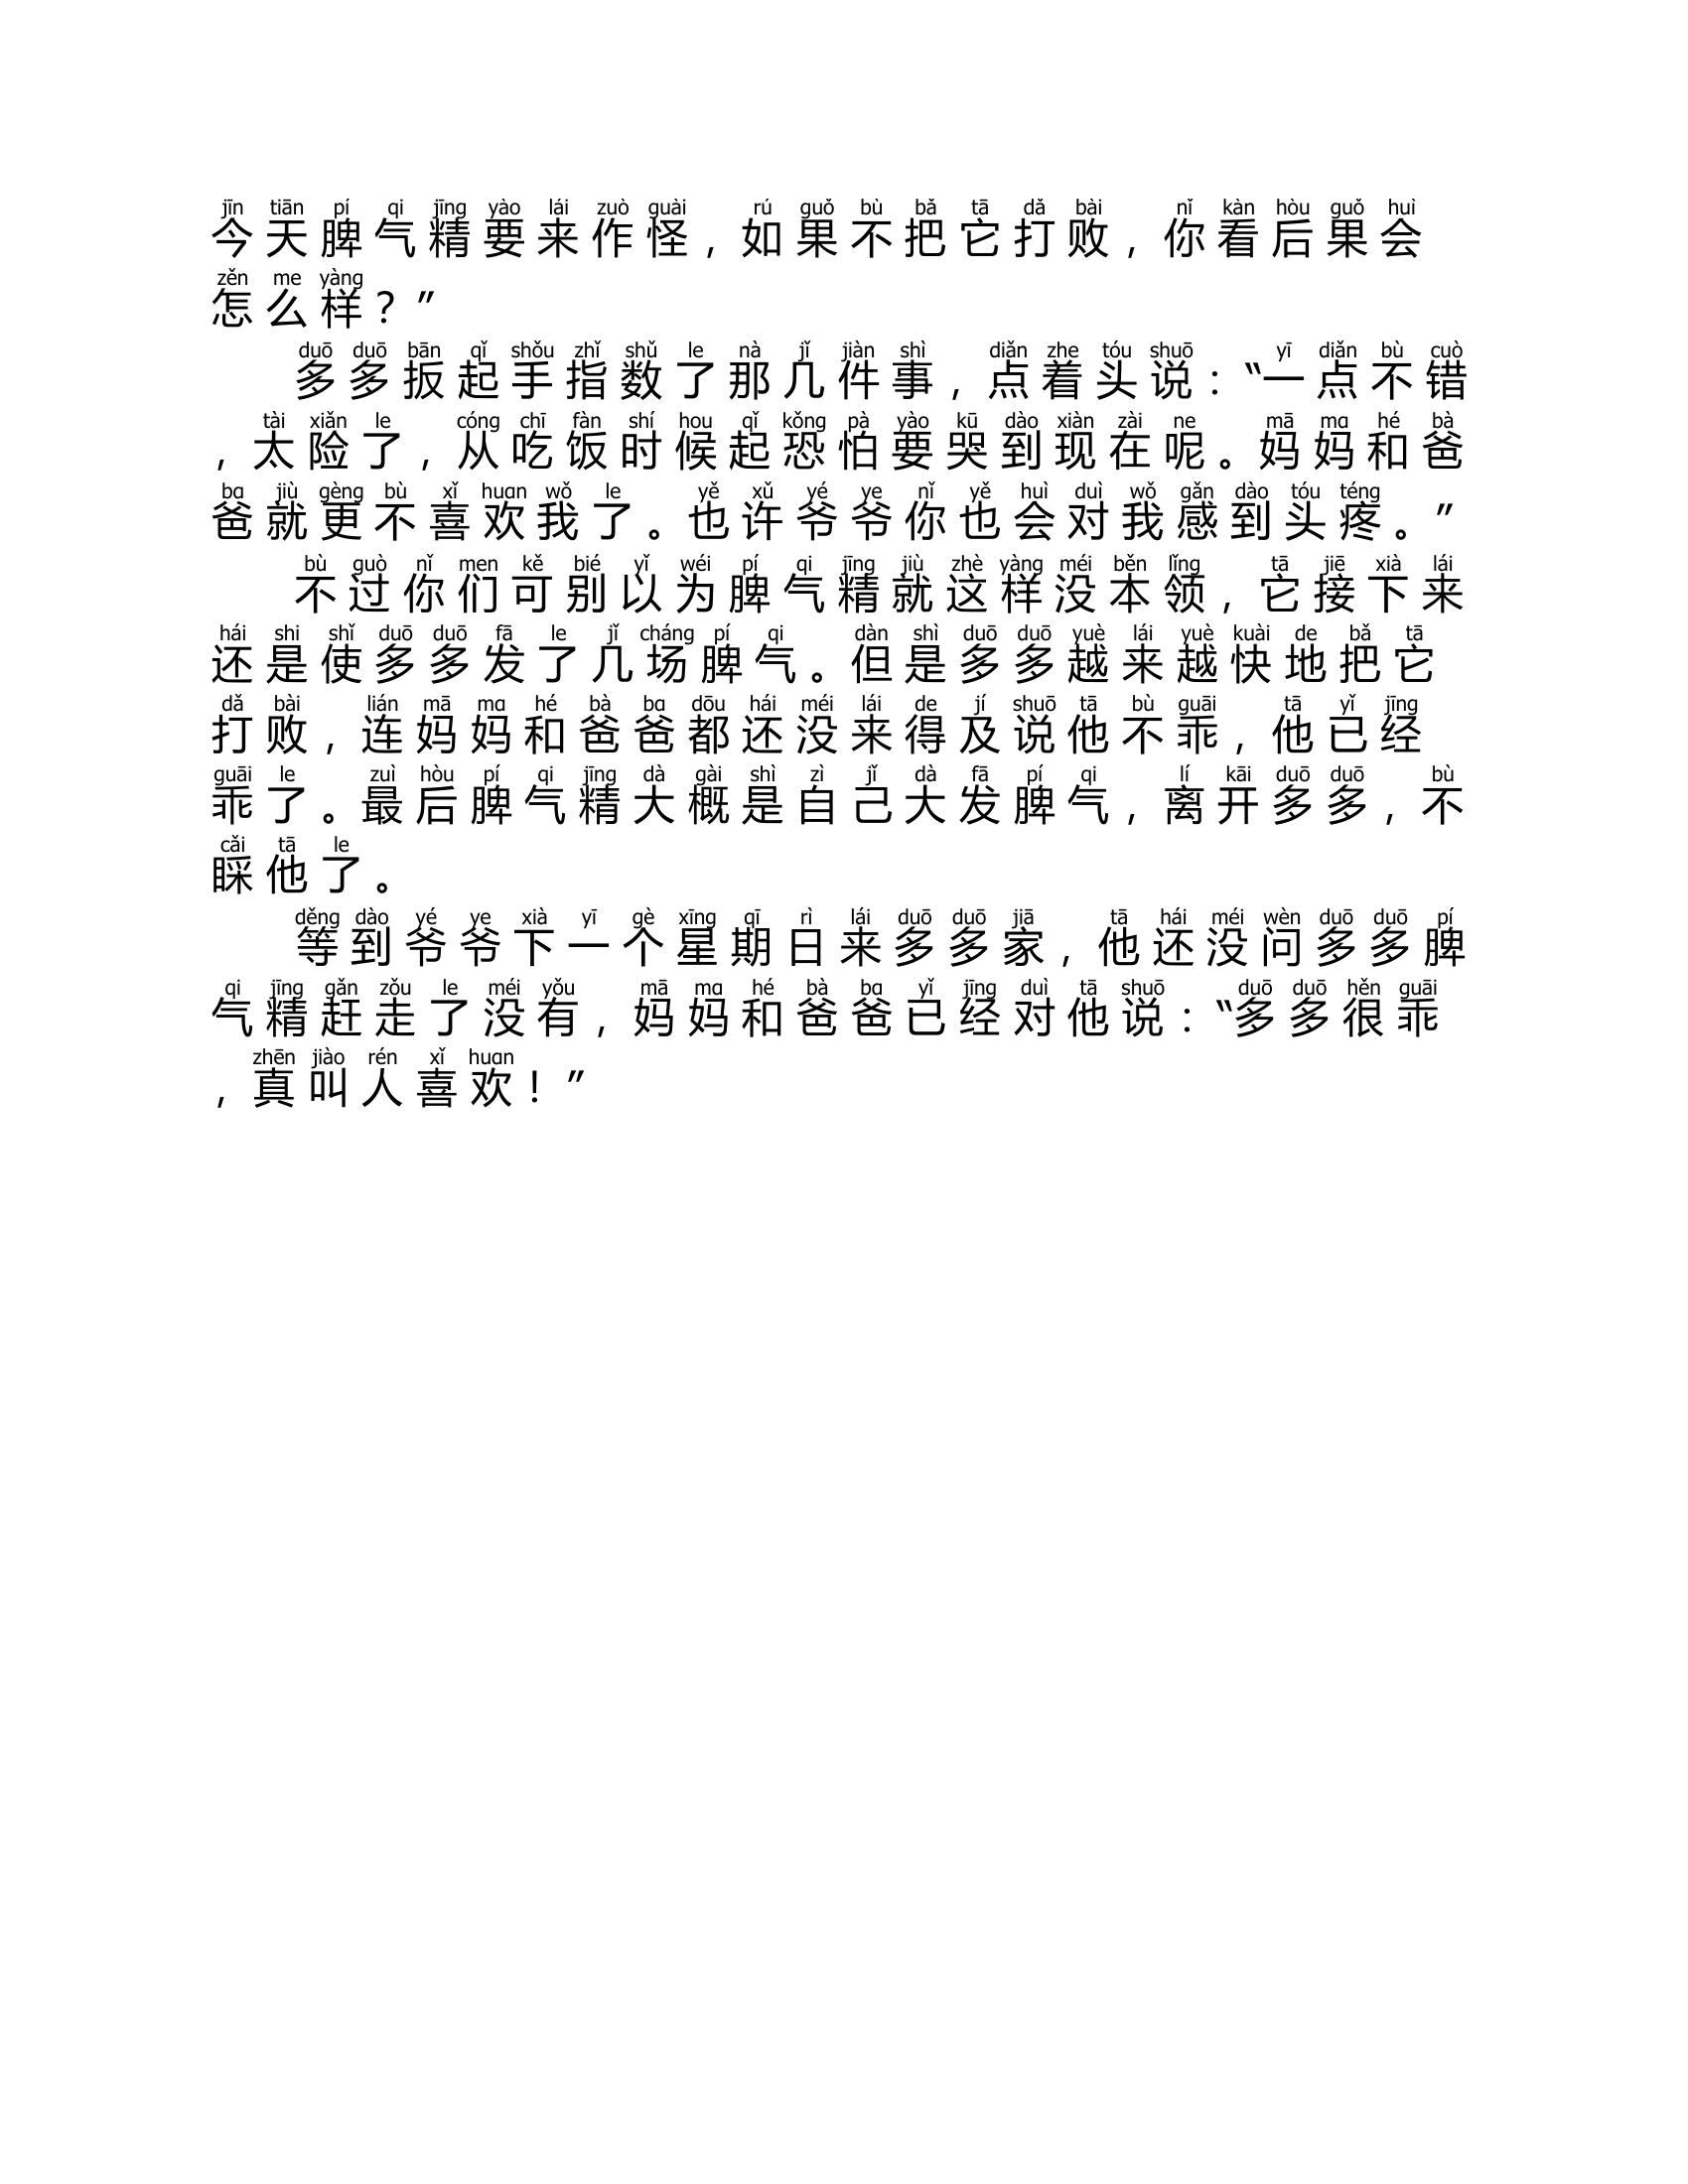 jīn tiān pí qi jīng yào lái zuò guài rú guǒ bù bǎ tā dǎ bài nǐ kàn hòu guǒ huì
今天脾气精要来作怪，如果不把它打败，你看后果会
zěn me yàng
怎么样？”
duō duō bān qǐ shǒu zhǐ shǔ le nà jǐ jiàn shì diǎn zhe tóu shuō yī diǎn bù cuò
多多扳起手指数了那几件事，点着头说：“一点不错
tài xiǎn le cóng chī fàn shí hou qǐ kǒng pà yào kū dào xiàn zài ne mā mɑ hé bà
，太险了，从吃饭时候起恐怕要哭到现在呢。妈妈和爸
bɑ jiù gèng bù xǐ huɑn wǒ le yě xǔ yé ye nǐ yě huì duì wǒ gǎn dào tóu téng
爸就更不喜欢我了。也许爷爷你也会对我感到头疼。”
bù guò nǐ men kě bié yǐ wéi pí qi jīng jiù zhè yàng méi běn lǐng tā jiē xià lái
不过你们可别以为脾气精就这样没本领，它接下来
hái shi shǐ duō duō fā le jǐ cháng pí qi dàn shì duō duō yuè lái yuè kuài de bǎ tā
还是使多多发了几场脾气。但是多多越来越快地把它
dǎ bài lián mā mɑ hé bà bɑ dōu hái méi lái de jí shuō tā bù guāi tā yǐ jīng
打败，连妈妈和爸爸都还没来得及说他不乖，他已经
guāi le zuì hòu pí qi jīng dà gài shì zì jǐ dà fā pí qi lí kāi duō duō bù
乖了。最后脾气精大概是自己大发脾气，离开多多，不
cǎi tā le
睬他了。
děng dào yé ye xià yī gè xīng qī rì lái duō duō jiā tā hái méi wèn duō duō pí
等到爷爷下一个星期日来多多家，他还没问多多脾
qi jīng gǎn zǒu le méi yǒu mā mɑ hé bà bɑ yǐ jīng duì tā shuō duō duō hěn guāi
气精赶走了没有，妈妈和爸爸已经对他说：“多多很乖
zhēn jiào rén xǐ huɑn
，真叫人喜欢！”